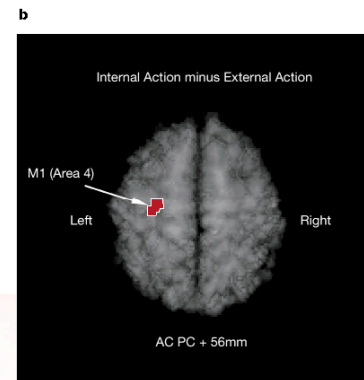 b
Internal Action minus External Action
M1 (Area 4)
Left
Right
AC PC + 56mm